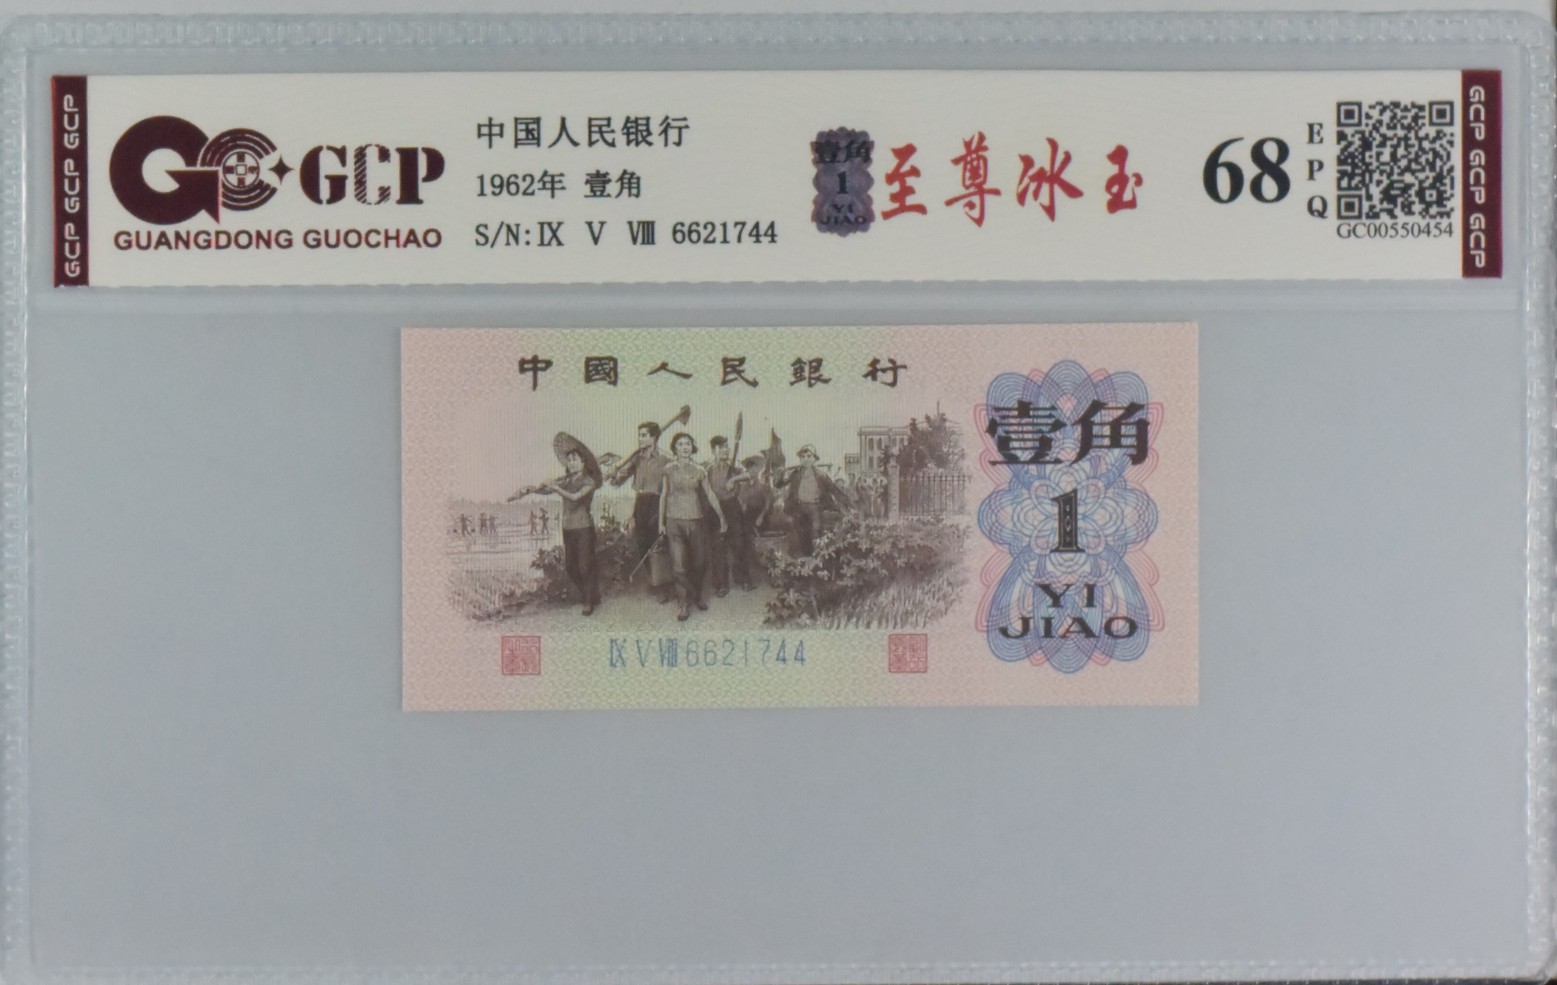 GCP GCP GCP
GCP
GUANGDONG GUOCHAO
中国人民银行
1962年 壹角
S/N:Ⅸ Ⅴ Ⅷ 6621744
壹角
1
YI
JIAO
至尊冰玉
68
EPQ
GC00550454
GCP GCP GCP
中國人民銀行
壹角
1
YI
JIAO
Ⅸ Ⅴ Ⅷ 6621744